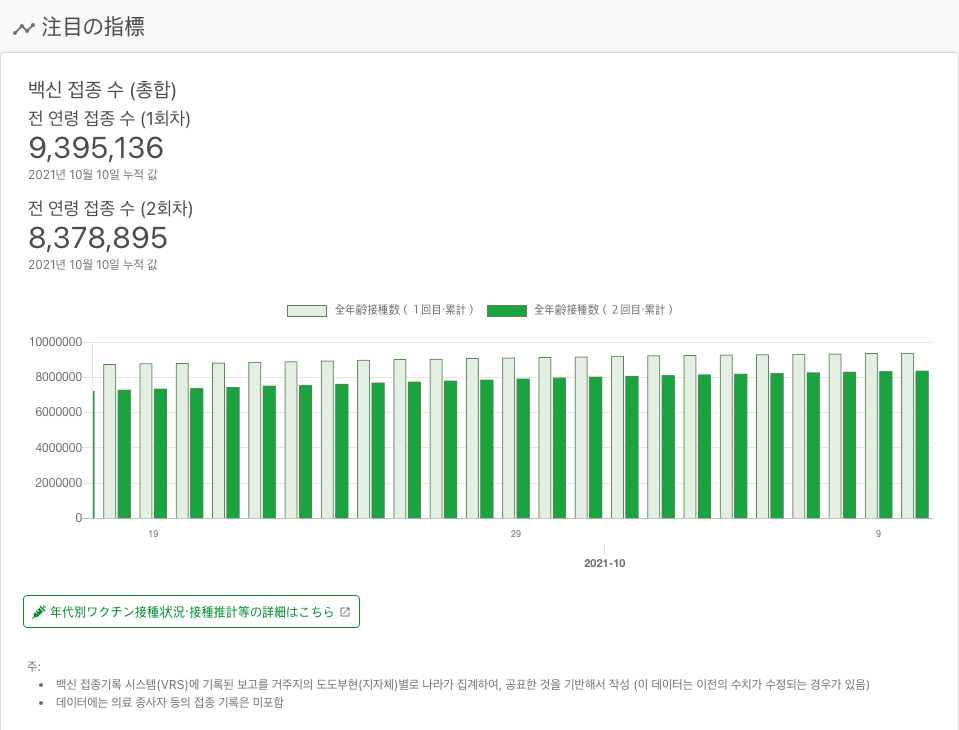 注目の指標
백신 접종 수 (총합)
전 연령 접종 수 (1회차)
9,395,136
2021년 10월 10일 누적 값
전 연령 접종 수 (2회차)
8,378,895
2021년 10월 10일 누적 값
全年齢接種数 ( 1回目·累計 ) 全年齢接種数 ( 2回目·累計 )
10000000
8000000
6000000
4000000
2000000
0
19 29 9
2021-10
年代別ワクチン接種状況·接種推計等の詳細はこちら
주:
• 백신 접종기록 시스템(VRS)에 기록된 보고를 거주지의 도도부현(지자체)별로 나라가 집계하여, 공표한 것을 기반해서 작성 (이 데이터는 이전의 수치가 수정되는 경우가 있음)
• 데이터에는 의료 종사자 등의 접종 기록은 미포함